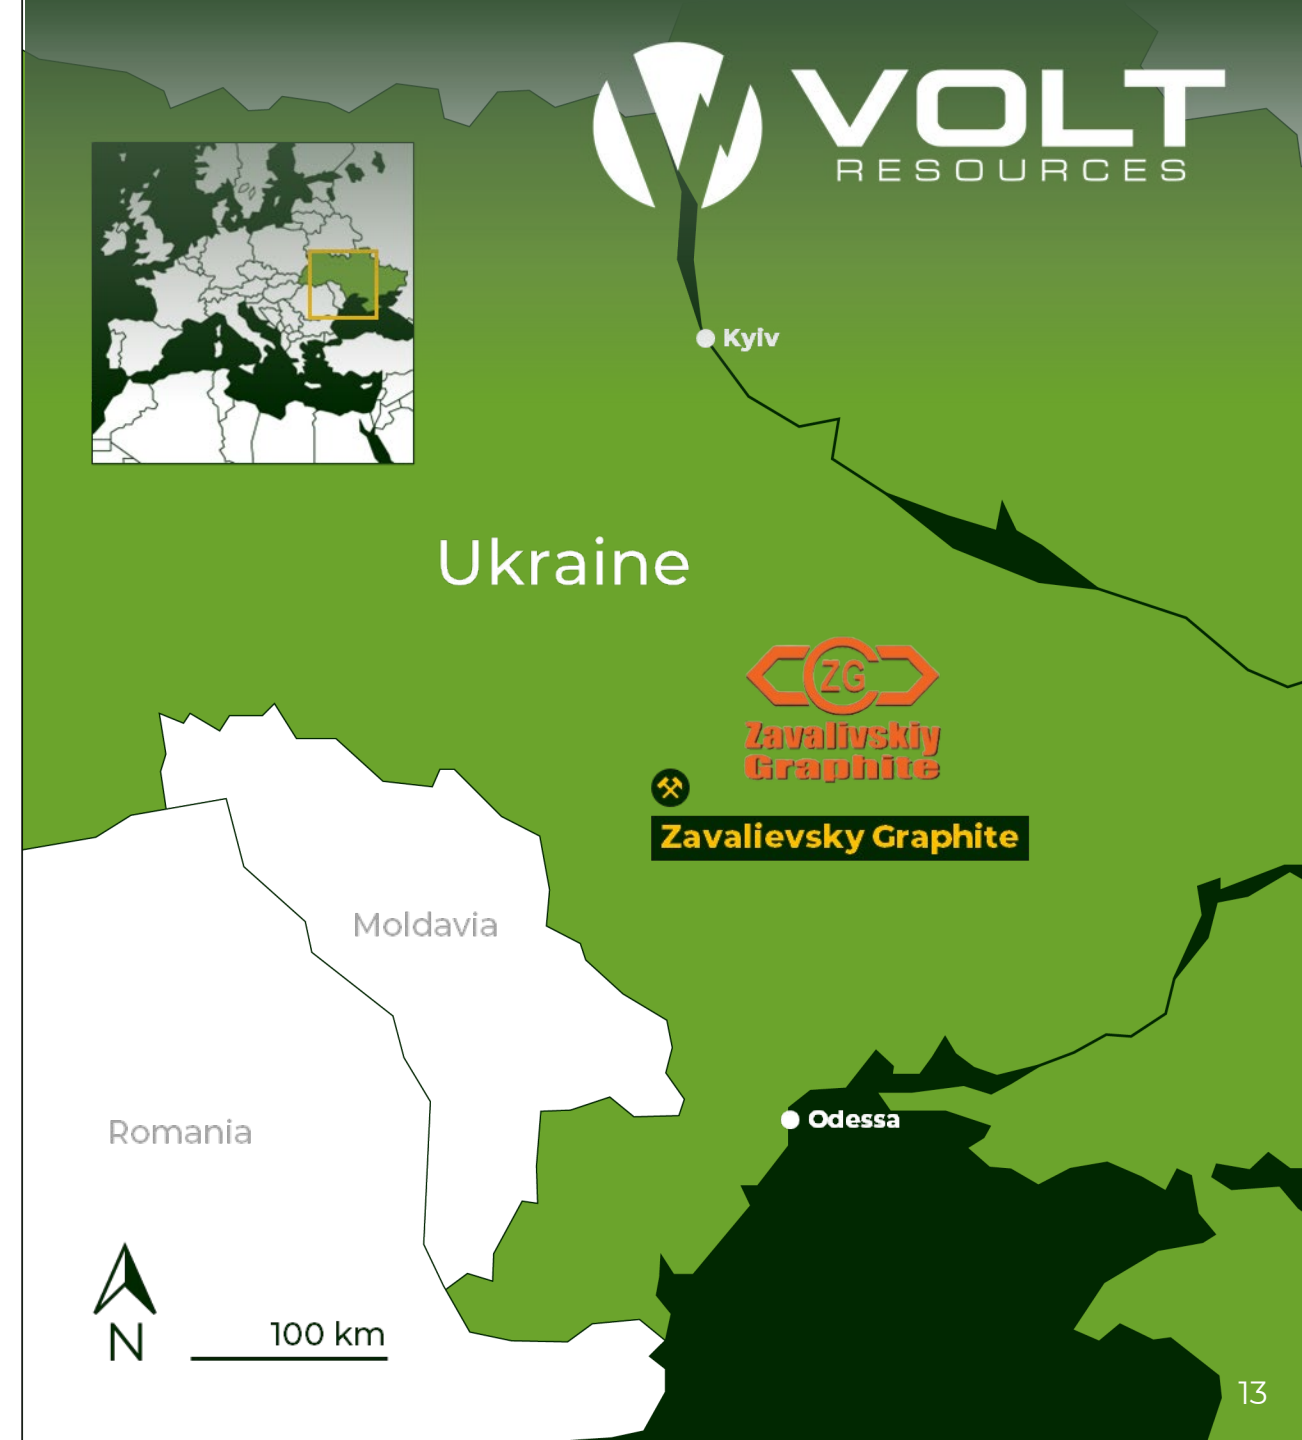 VOLT
RESOURCES
Kyiv
Ukraine
ZG
Zavalivskiy
Graphite
Zavalievsky Graphite
Moldavia
Odessa
Romania
N
100 km
13